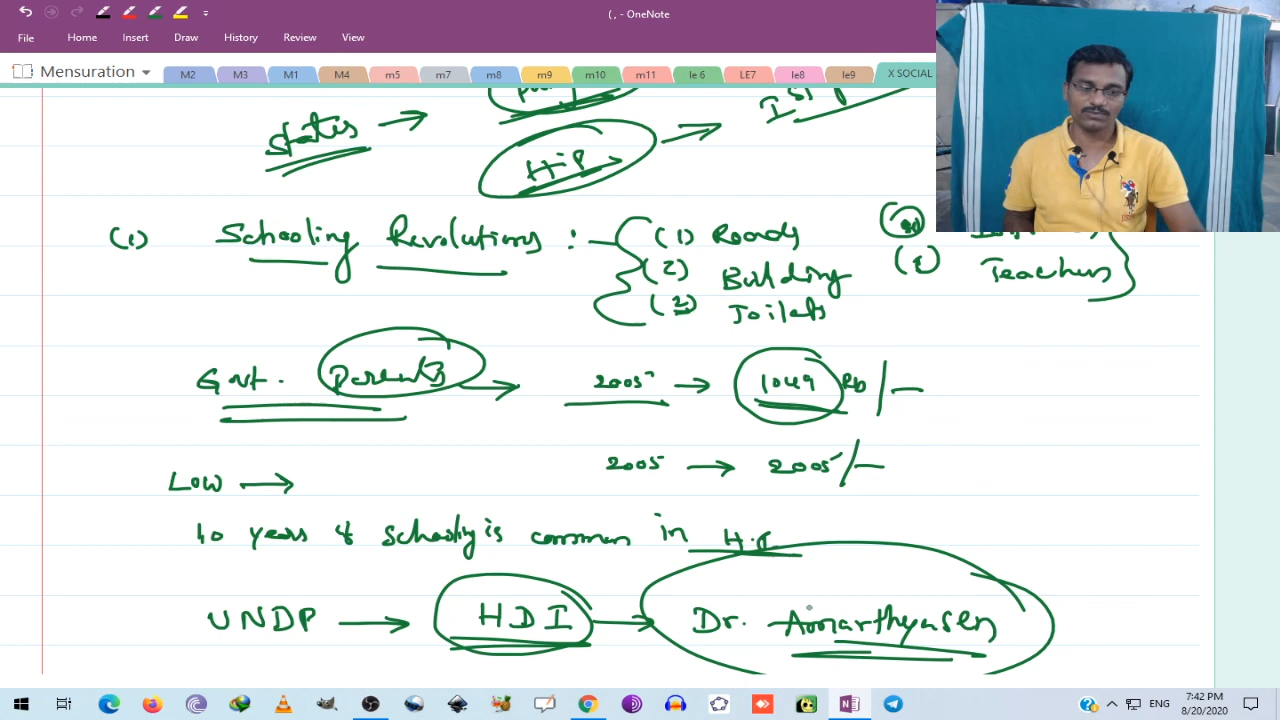 ( , - OneNote
File Home Insert Draw History Review View
Mensuration M2 M3 M1 M4 m5 m7 m8 m9 m10 m11 le 6 LE7 le8 le9 X SOCIAL
States → H.P →
(1) Schooling Revolutions : (1) Roads
(2) Building
(3) Toilets
Teachers
Govt. Parents → 2005 → 1049 Rs/—
2005 → 2005/—
Low →
10 years of schooling is common in H.P
UNDP → HDI → Dr. Amarthyasen
ENG
7:42 PM
8/20/2020